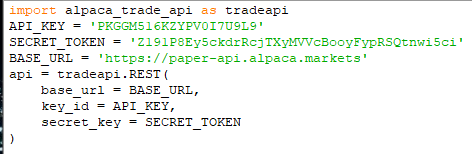 import alpaca_trade_api as tradeapi
API_KEY = 'PKGGM516KZYPV0I7U9L9'
SECRET_TOKEN = 'Z191P8Ey5ckdrRcjTXyMVVcBooyFypRSQtnwi5ci'
BASE_URL = 'https://paper-api.alpaca.markets'
api = tradeapi.REST(
    base_url = BASE_URL,
    key_id = API_KEY,
    secret_key = SECRET_TOKEN
)